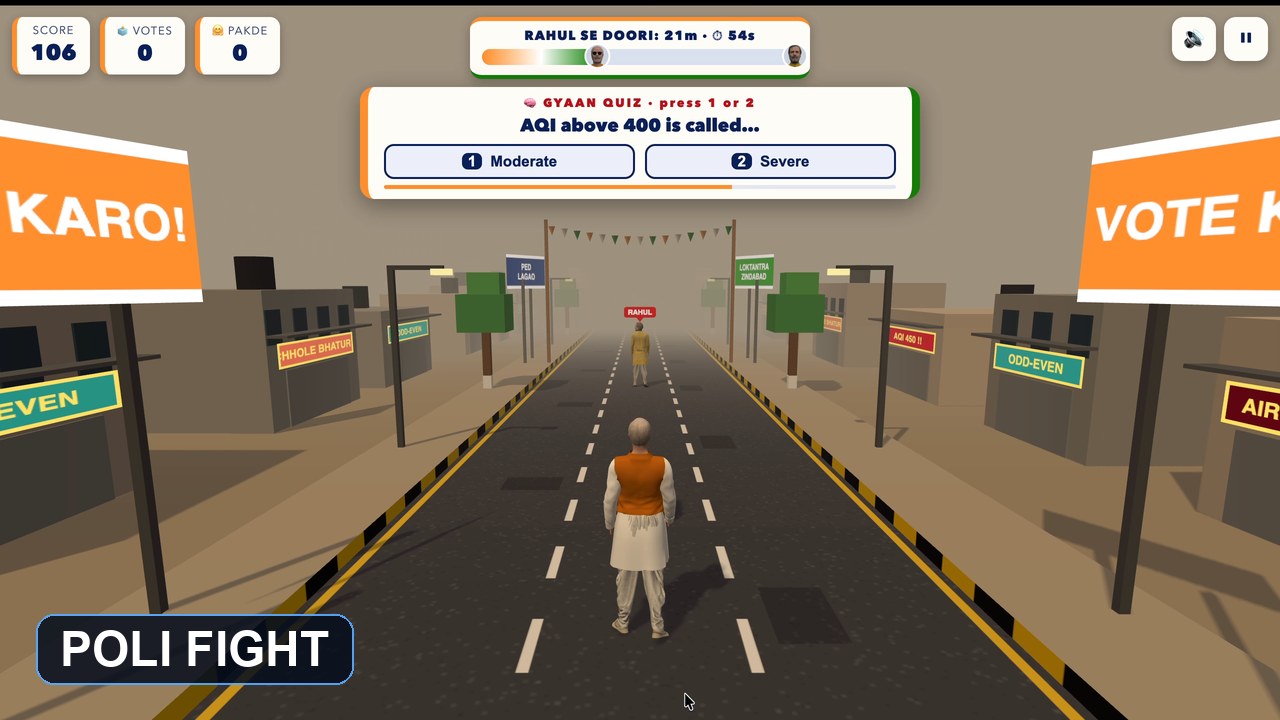 SCORE
106
VOTES
0
PAKDE
0
RAHUL SE DOORI: 21m · ⏱ 54s
GYAAN QUIZ · press 1 or 2
AQI above 400 is called...
1 Moderate
2 Severe
KARO!
VOTE K
PED
LAGAO
LOKTANTRA
ZINDABAD
RAHUL
ODD-EVEN
HHOLE BHATUR
AQI 450 !!
ODD-EVEN
EVEN
AIR
POLI FIGHT